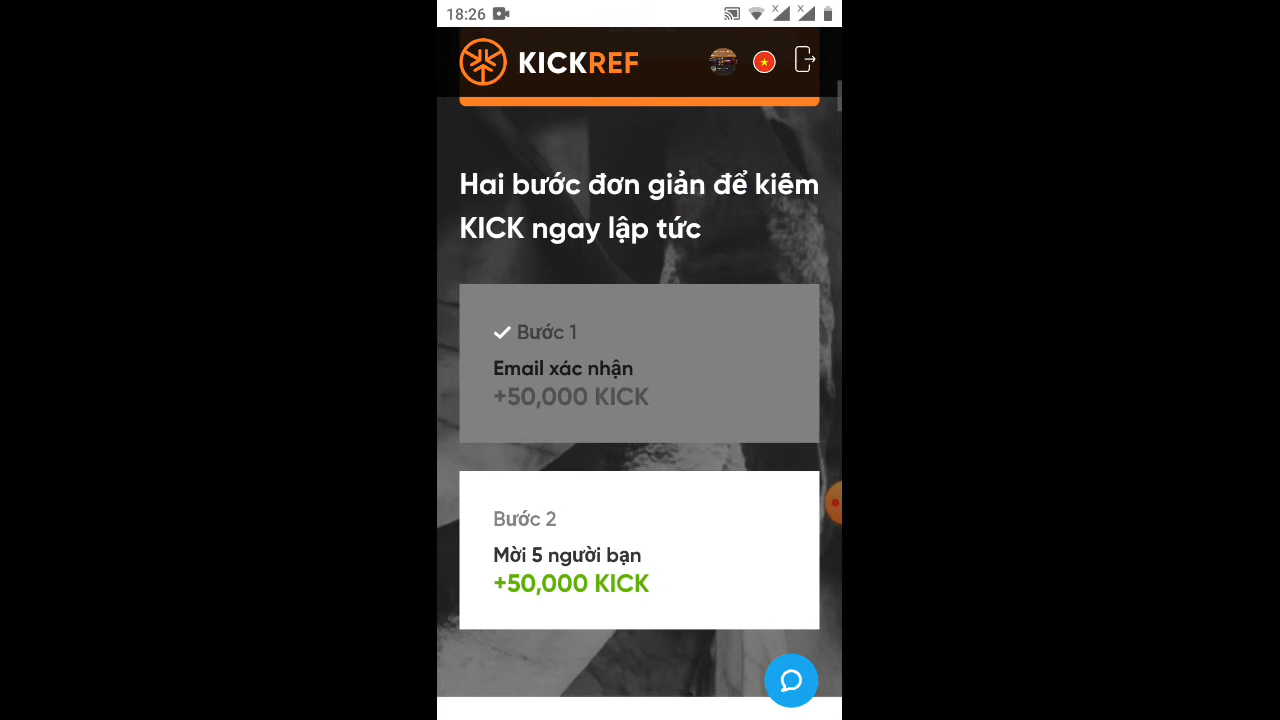 18:26
KICKREF
Hai bước đơn giản để kiếm
KICK ngay lập tức
Bước 1
Email xác nhận
+50,000 KICK
Bước 2
Mời 5 người bạn
+50,000 KICK